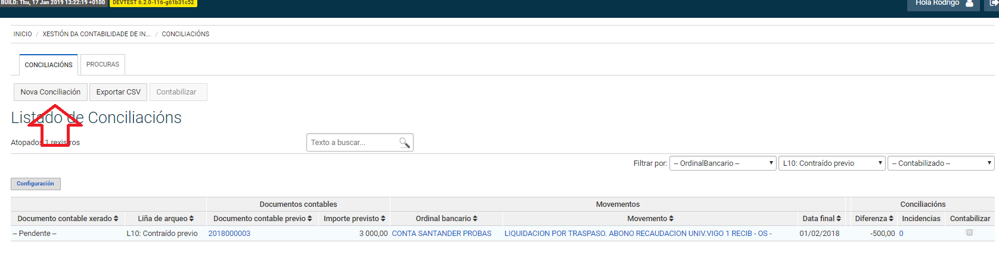 BUILD: Thu, 17 Jan 2019 13:22:19 +0100 DEVTEST 6.2.0-116-g61b31c52 Hola Rodrigo
INICIO / XESTIÓN DA CONTABILIDADE DE IN... / CONCILIACIÓNS
CONCILIACIÓNS PROCURAS
Nova Conciliación Exportar CSV Contabilizar
Listado de Conciliacións
Atopados 1 rexistros Texto a buscar...
Filtrar por: -- OrdinalBancario -- L10: Contraído previo -- Contabilizado --
Configuración
Documentos contables Movementos Conciliacións
Documento contable xerado Liña de arqueo Documento contable previo Importe previsto Ordinal bancario Movemento Data final Diferenza Incidencias Contabilizar
-- Pendente -- L10: Contraído previo 2018000003 3 000,00 CONTA SANTANDER PROBAS LIQUIDACION POR TRASPASO. ABONO RECAUDACION UNIV.VIGO 1 RECIB - OS - 01/02/2018 -500,00 0